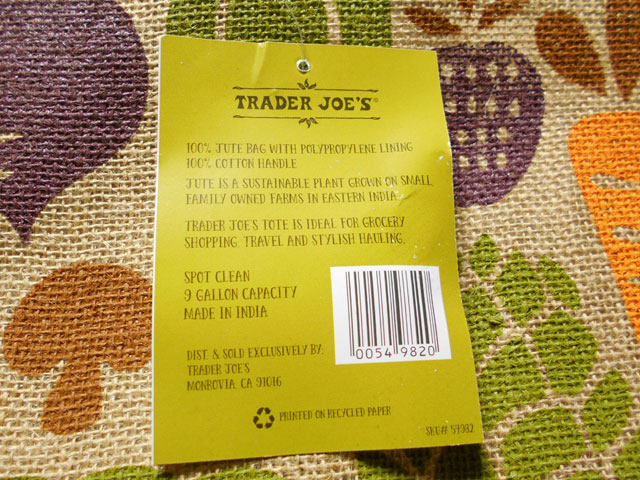 TRADER JOE'S®
100% JUTE BAG WITH POLYPROPYLENE LINING
100% COTTON HANDLE
JUTE IS A SUSTAINABLE PLANT GROWN ON SMALL
FAMILY OWNED FARMS IN EASTERN INDIA.
TRADER JOE'S TOTE IS IDEAL FOR GROCERY
SHOPPING, TRAVEL AND STYLISH HAULING.
SPOT CLEAN
9 GALLON CAPACITY
MADE IN INDIA
0054 9820
DIST. & SOLD EXCLUSIVELY BY:
TRADER JOE'S
MONROVIA, CA 91016
PRINTED ON RECYCLED PAPER
SKU# 54982